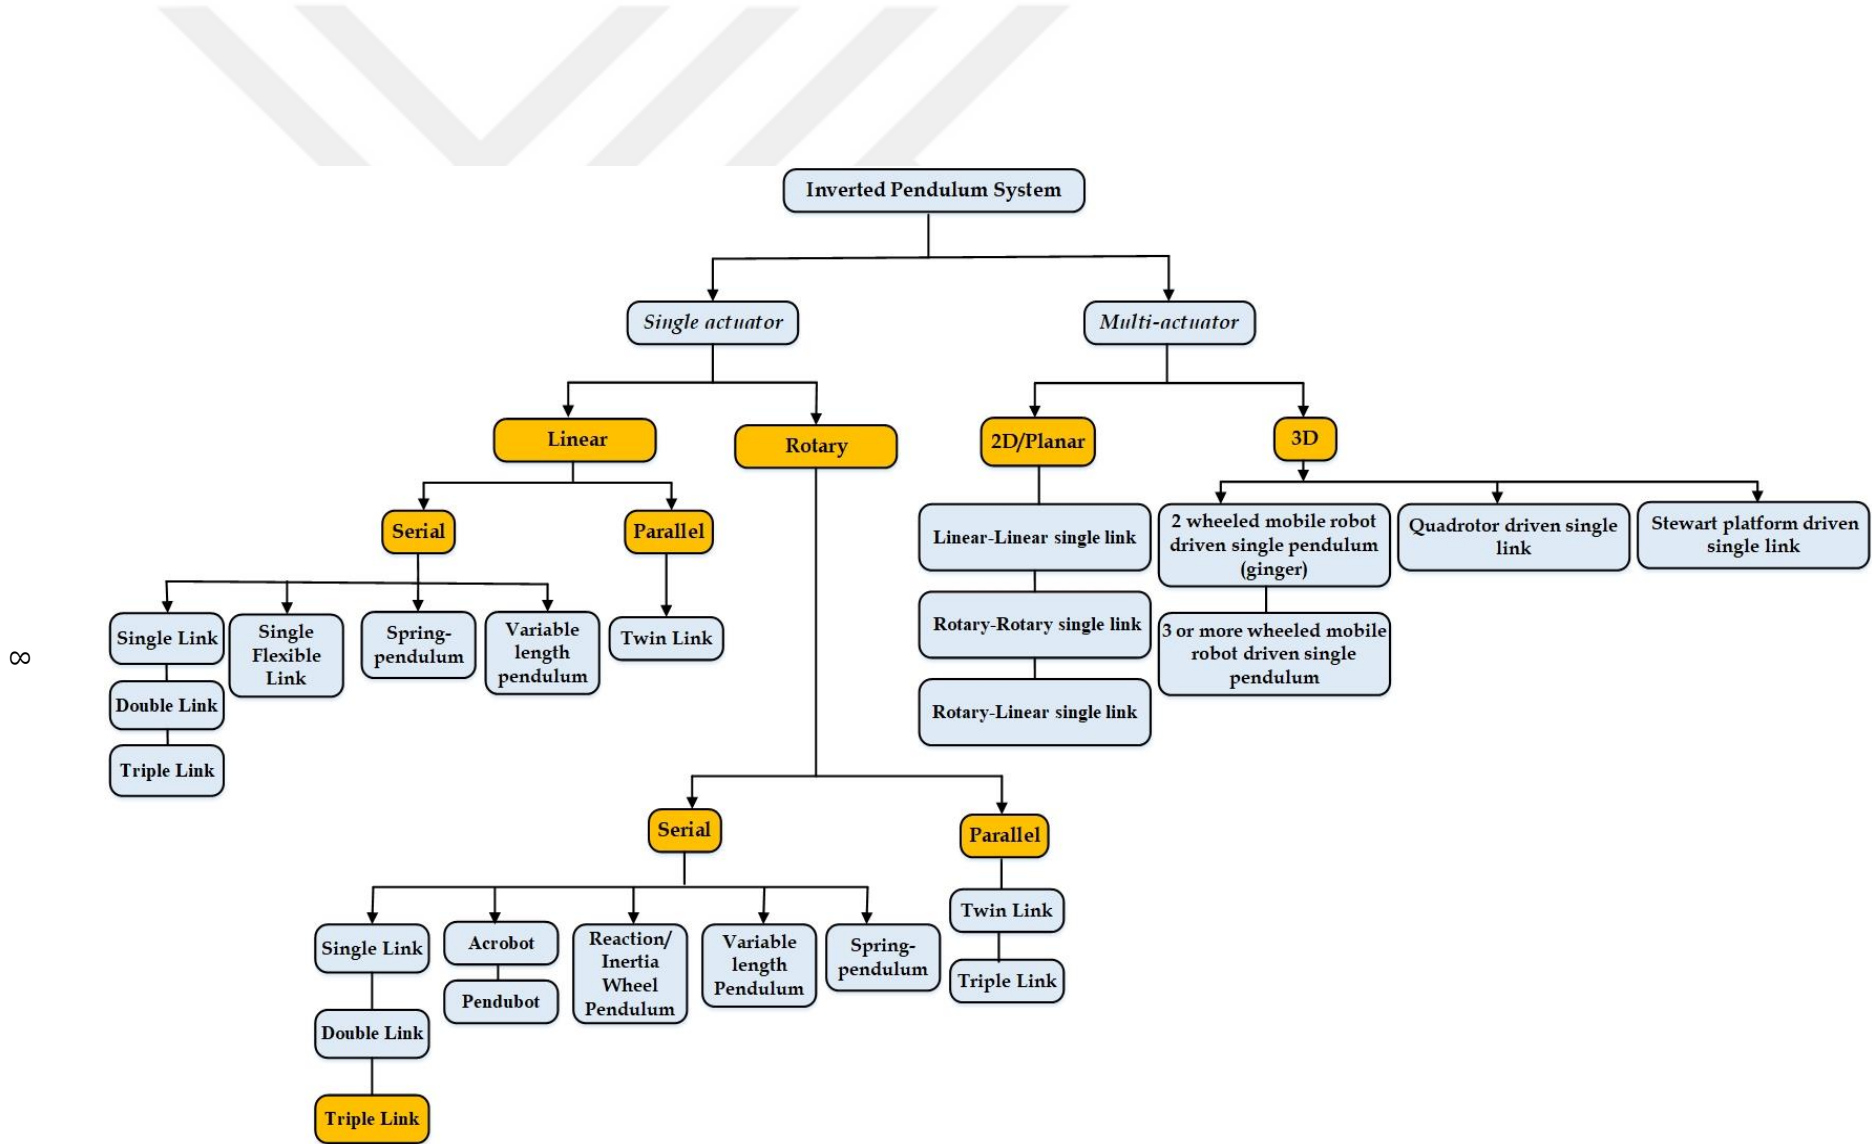 Inverted Pendulum System
Single actuator
Multi-actuator
Linear
Rotary
2D/Planar
3D
Serial
Parallel
Linear-Linear single link
2 wheeled mobile robot
driven single pendulum
(ginger)
Quadrotor driven single
link
Stewart platform driven
single link
Single Link
Single
Flexible
Link
Spring-
pendulum
Variable
length
pendulum
Twin Link
Rotary-Rotary single link
3 or more wheeled mobile
robot driven single
pendulum
8
Double Link
Rotary-Linear single link
Triple Link
Serial
Parallel
Single Link
Acrobot
Reaction/
Inertia
Wheel
Pendulum
Variable
length
Pendulum
Spring-
pendulum
Twin Link
Pendubot
Triple Link
Double Link
Triple Link